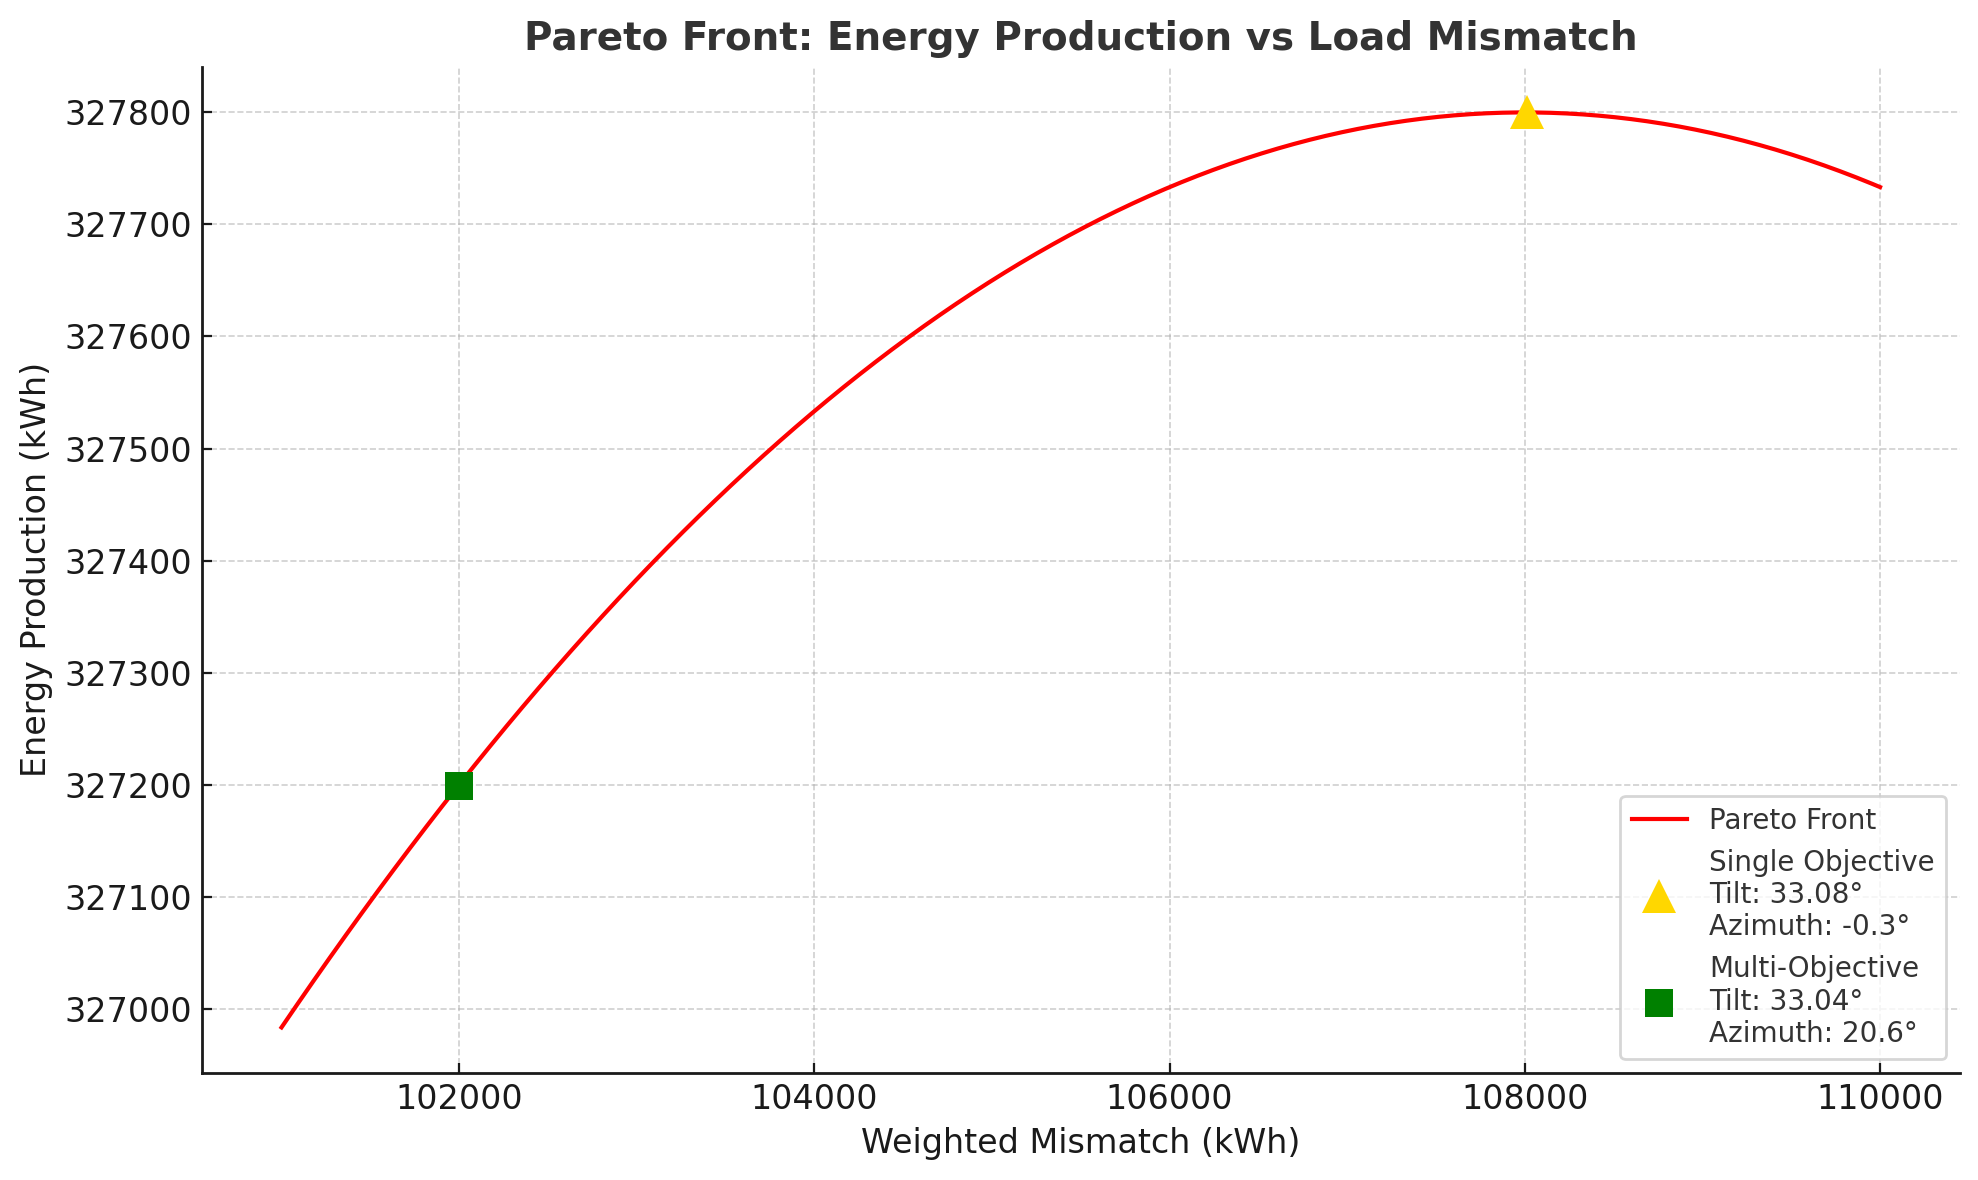 Pareto Front: Energy Production vs Load Mismatch
Energy Production (kWh)
327800
327700
327600
327500
327400
327300
327200
327100
327000
102000
104000
106000
108000
110000
Weighted Mismatch (kWh)
Pareto Front
Single Objective
Tilt: 33.08°
Azimuth: -0.3°
Multi-Objective
Tilt: 33.04°
Azimuth: 20.6°